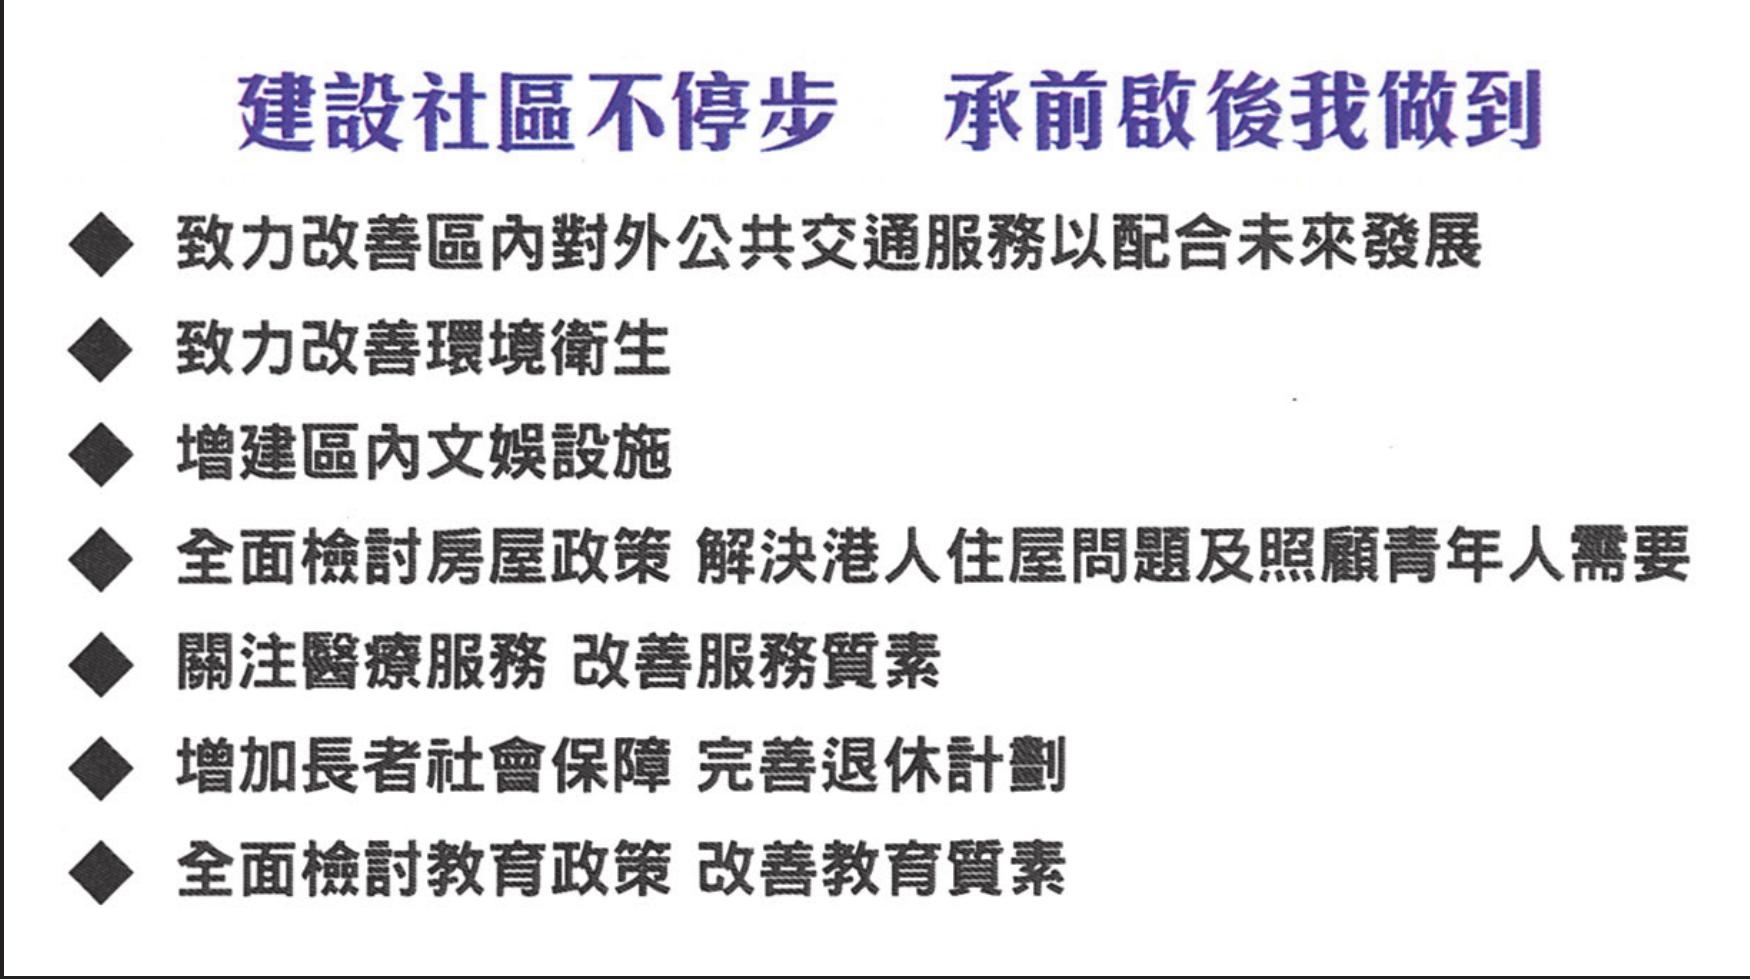 建設社區不停步　承前啟後我做到
◆ 致力改善區內對外公共交通服務以配合未來發展
◆ 致力改善環境衛生
◆ 增建區內文娛設施
◆ 全面檢討房屋政策 解決港人住屋問題及照顧青年人需要
◆ 關注醫療服務 改善服務質素
◆ 增加長者社會保障 完善退休計劃
◆ 全面檢討教育政策 改善教育質素